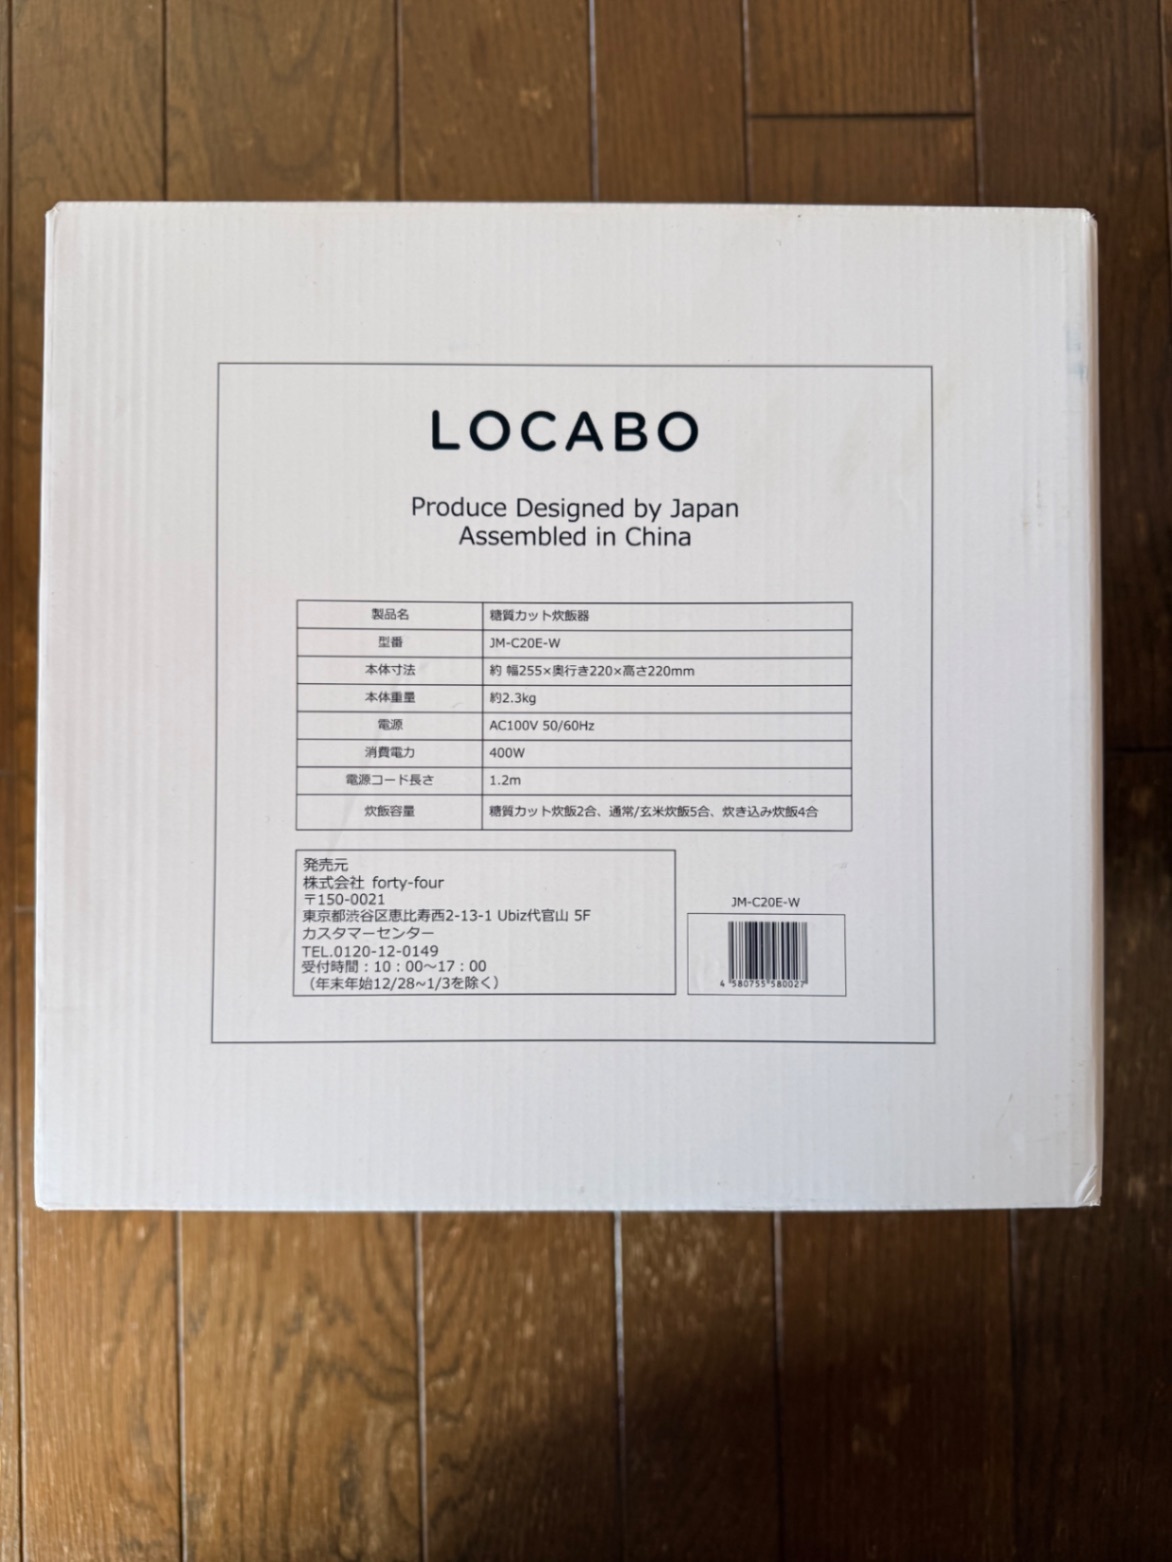 LOCABO
Produce Designed by Japan
Assembled in China
製品名 糖質カット炊飯器
型番 JM-C20E-W
本体寸法 約 幅255×奥行き220×高さ220mm
本体重量 約2.3kg
電源 AC100V 50/60Hz
消費電力 400W
電源コード長さ 1.2m
炊飯容量 糖質カット炊飯2合、通常/玄米炊飯5合、炊き込み炊飯4合
発売元
株式会社 forty-four
〒150-0021
東京都渋谷区恵比寿西2-13-1 Ubiz代官山 5F
カスタマーセンター
TEL.0120-12-0149
受付時間：10：00～17：00
（年末年始12/28~1/3を除く）
JM-C20E-W
4 580755 580027